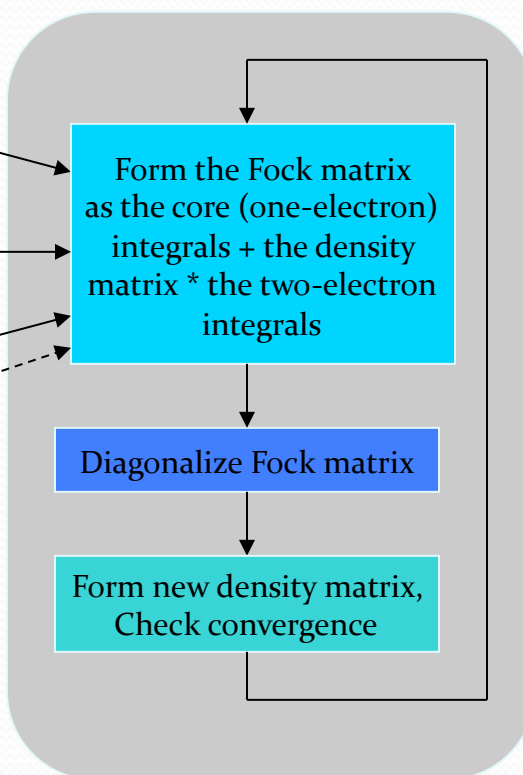 Form the Fock matrix
as the core (one-electron)
integrals + the density
matrix * the two-electron
integrals
Diagonalize Fock matrix
Form new density matrix,
Check convergence